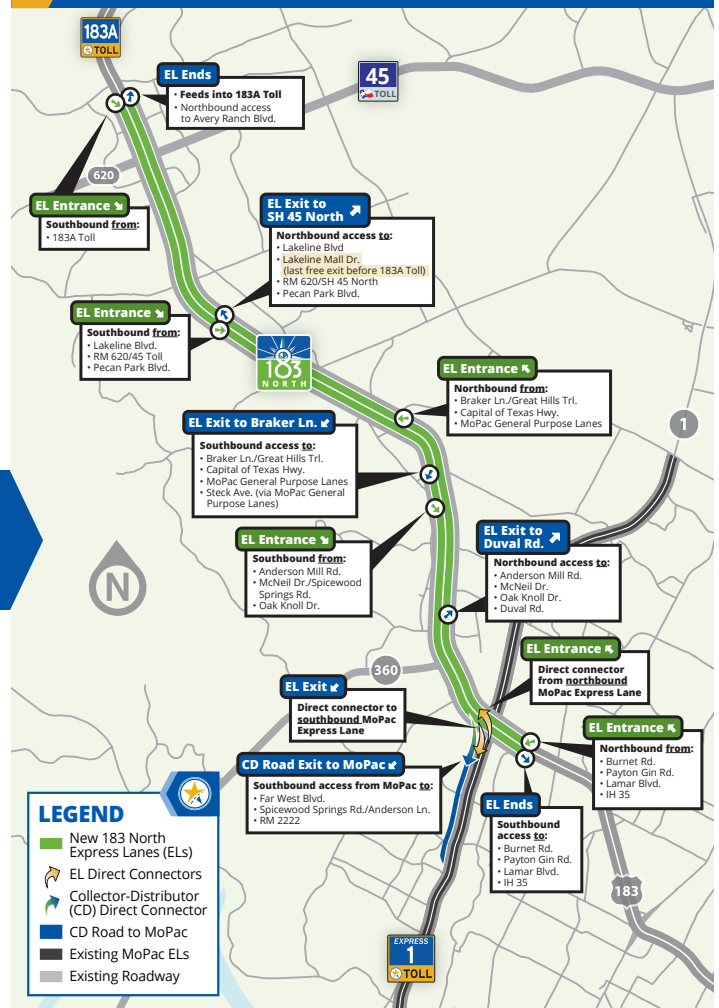 183A
TOLL
EL Ends
• Feeds into 183A Toll
• Northbound access
to Avery Ranch Blvd.
45
TOLL
620
EL Entrance
Southbound from:
• 183A Toll
EL Exit to
SH 45 North
Northbound access to:
• Lakeline Blvd
• Lakeline Mall Dr.
(last free exit before 183A Toll)
• RM 620/SH 45 North
• Pecan Park Blvd.
EL Entrance
Southbound from:
• Lakeline Blvd.
• RM 620/45 Toll
• Pecan Park Blvd.
183
NORTH
EL Entrance
Northbound from:
• Braker Ln./Great Hills Trl.
• Capital of Texas Hwy.
• MoPac General Purpose Lanes
1
EL Exit to Braker Ln.
Southbound access to:
• Braker Ln./Great Hills Trl.
• Capital of Texas Hwy.
• MoPac General Purpose Lanes
• Steck Ave. (via MoPac General
Purpose Lanes)
EL Entrance
Southbound from:
• Anderson Mill Rd.
• McNeil Dr./Spicewood
Springs Rd.
• Oak Knoll Dr.
EL Exit to
Duval Rd.
Northbound access to:
• Anderson Mill Rd.
• McNeil Dr.
• Oak Knoll Dr.
• Duval Rd.
N
360
EL Entrance
Direct connector
from northbound
MoPac Express Lane
EL Exit
Direct connector to
southbound MoPac
Express Lane
EL Entrance
Northbound from:
• Burnet Rd.
• Payton Gin Rd.
• Lamar Blvd.
• IH 35
CD Road Exit to MoPac
Southbound access from MoPac to:
• Far West Blvd.
• Spicewood Springs Rd./Anderson Ln.
• RM 2222
EL Ends
Southbound
access to:
• Burnet Rd.
• Payton Gin Rd.
• Lamar Blvd.
• IH 35
183
EXPRESS
1
TOLL
LEGEND
New 183 North
Express Lanes (ELs)
EL Direct Connectors
Collector-Distributor
(CD) Direct Connector
CD Road to MoPac
Existing MoPac ELs
Existing Roadway